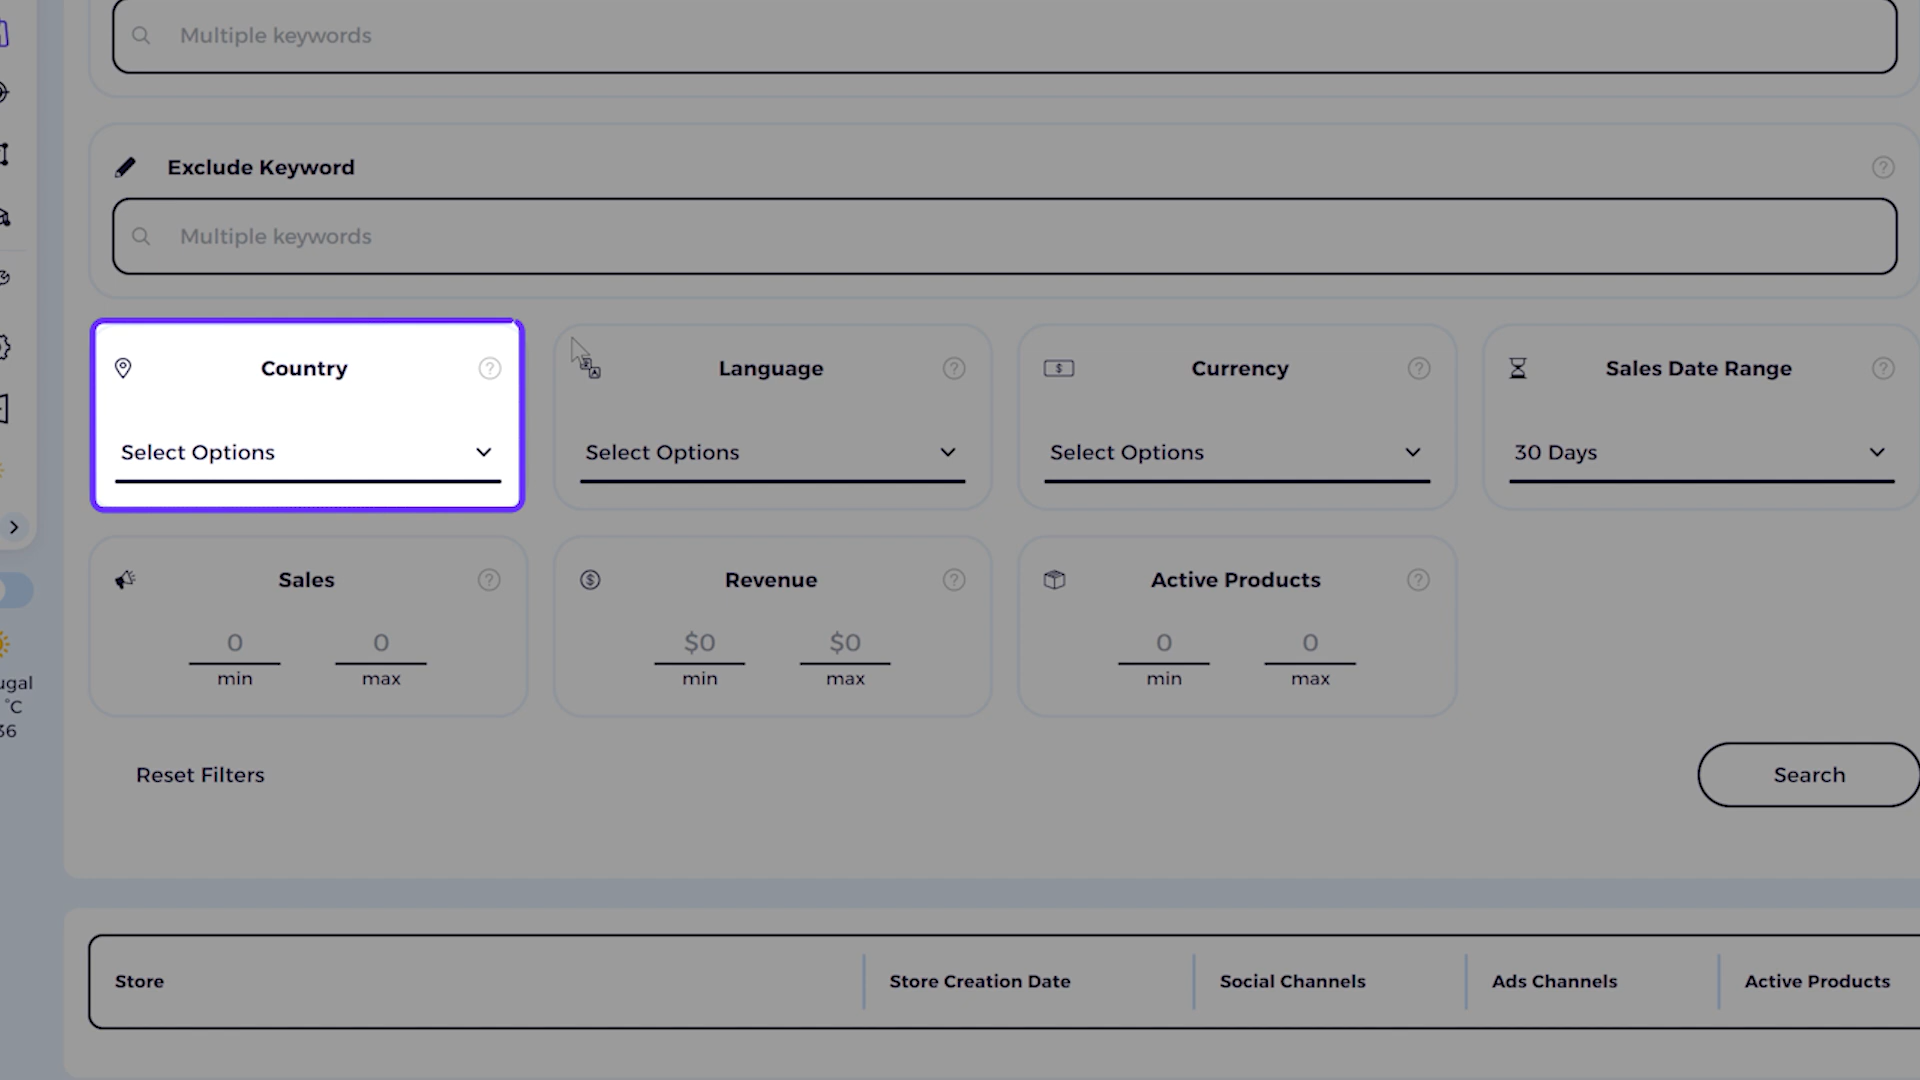 Multiple keywords
Exclude Keyword
Multiple keywords
Country
Language
Currency
Sales Date Range
Select Options
Select Options
Select Options
30 Days
Sales
Revenue
Active Products
0 0
$0 $0
0 0
min max
min max
min max
ugal
°C
36
Reset Filters
Search
Store
Store Creation Date
Social Channels
Ads Channels
Active Products